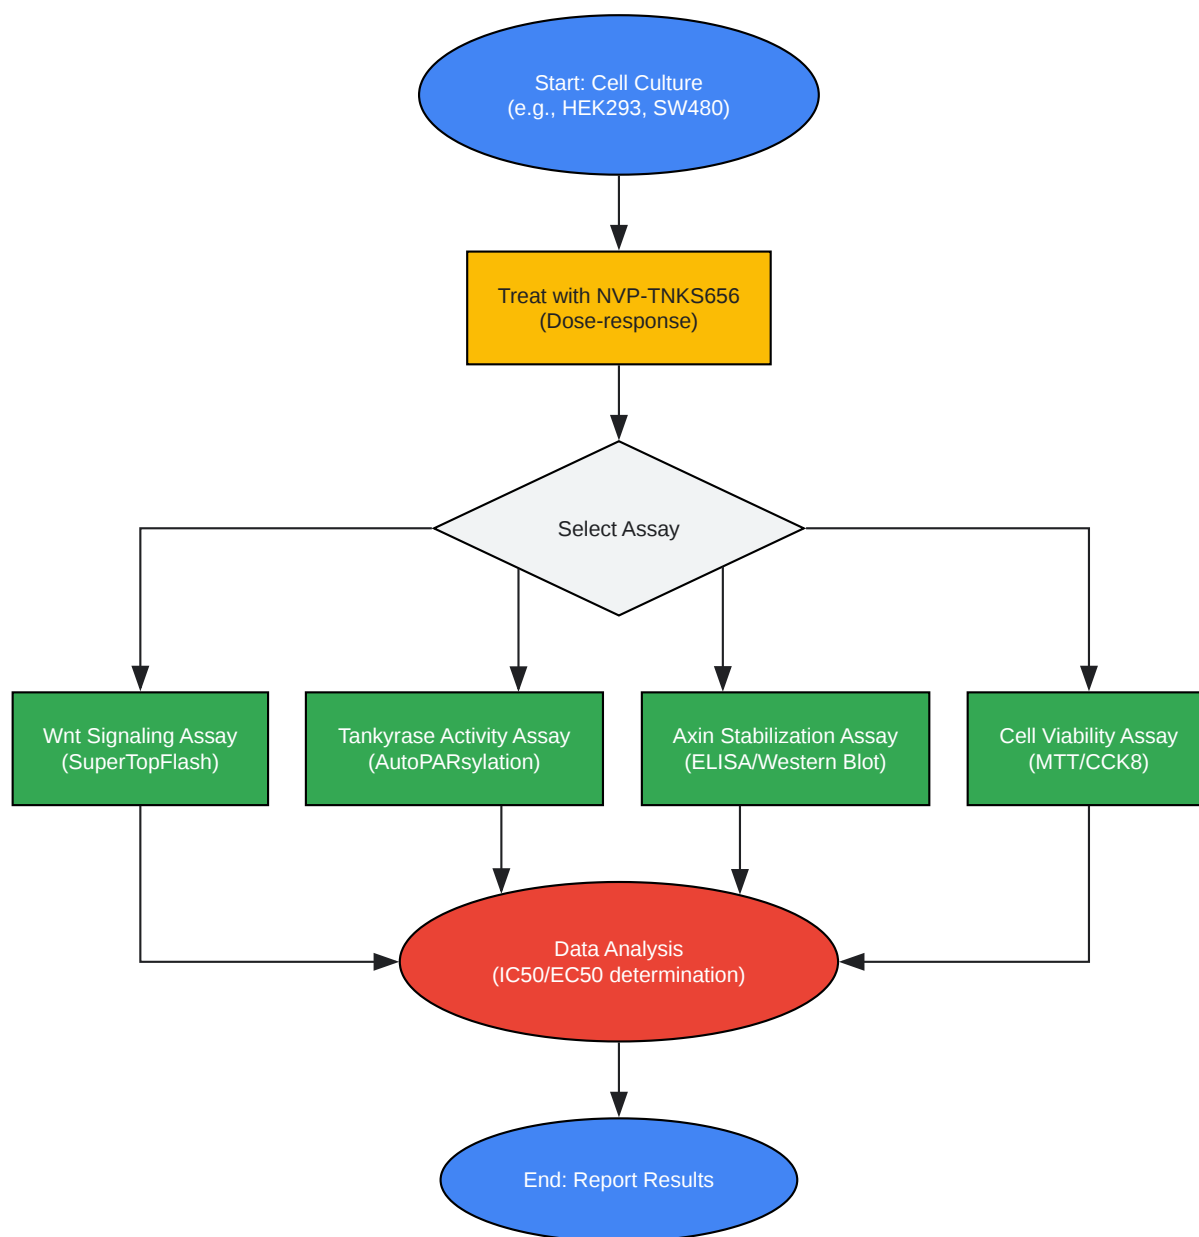 Start: Cell Culture
(e.g., HEK293, SW480)
Treat with NVP-TNKS656
(Dose-response)
Select Assay
Wnt Signaling Assay
(SuperTopFlash)
Tankyrase Activity Assay
(AutoPARsylation)
Axin Stabilization Assay
(ELISA/Western Blot)
Cell Viability Assay
(MTT/CCK8)
Data Analysis
(IC50/EC50 determination)
End: Report Results